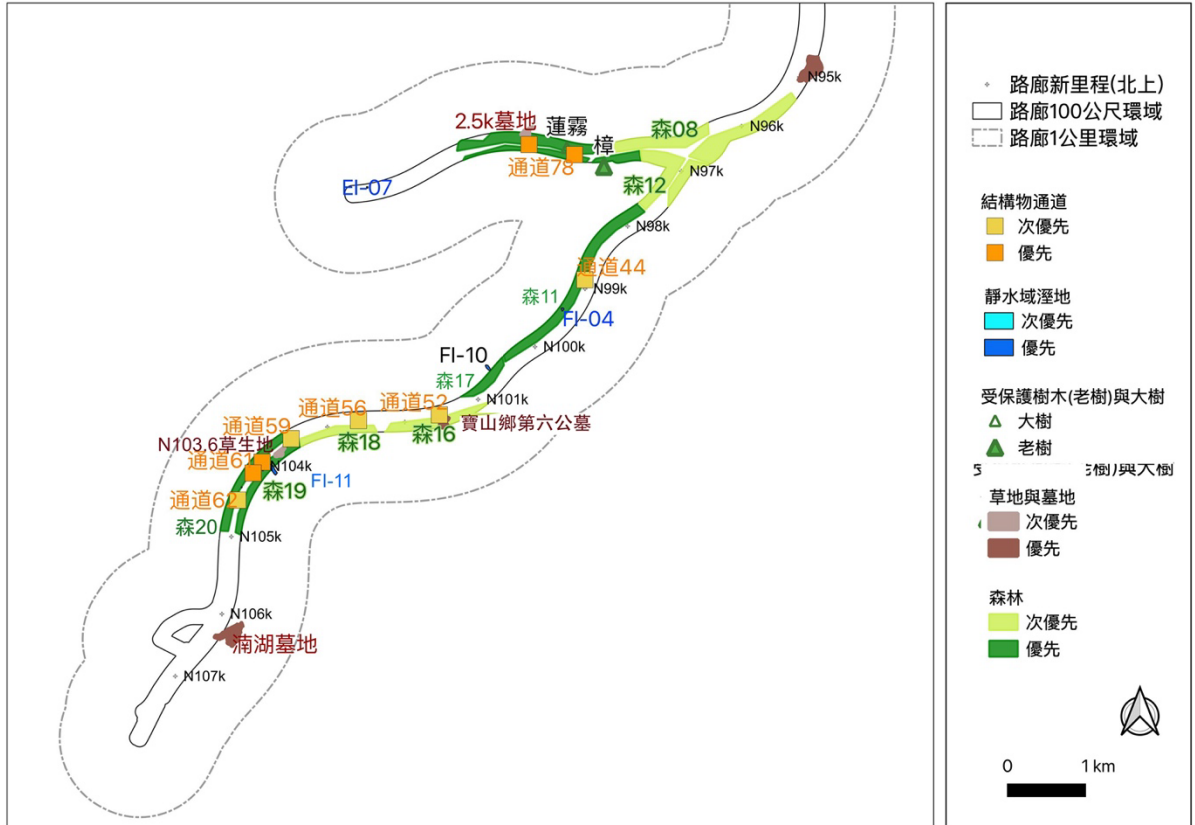 N95k
N96k
2.5k墓地
蓮霧
樟
森08
通道78
N97k
森12
FI-07
N98k
通道44
N99k
森11
FI-04
N100k
FI-10
森17
N101k
通道52
通道56
通道59
寶山鄉第六公墓
森16
森18
N103.6草生地
通道61
N104k
FI-11
森19
通道62
森20
N105k
N106k
湳湖墓地
N107k
路廊新里程(北上)
路廊100公尺環域
路廊1公里環域
結構物通道
次優先
優先
靜水域溼地
次優先
優先
受保護樹木(老樹)與大樹
大樹
老樹
老樹)與大樹
草地與墓地
次優先
優先
森林
次優先
優先
0 1 km